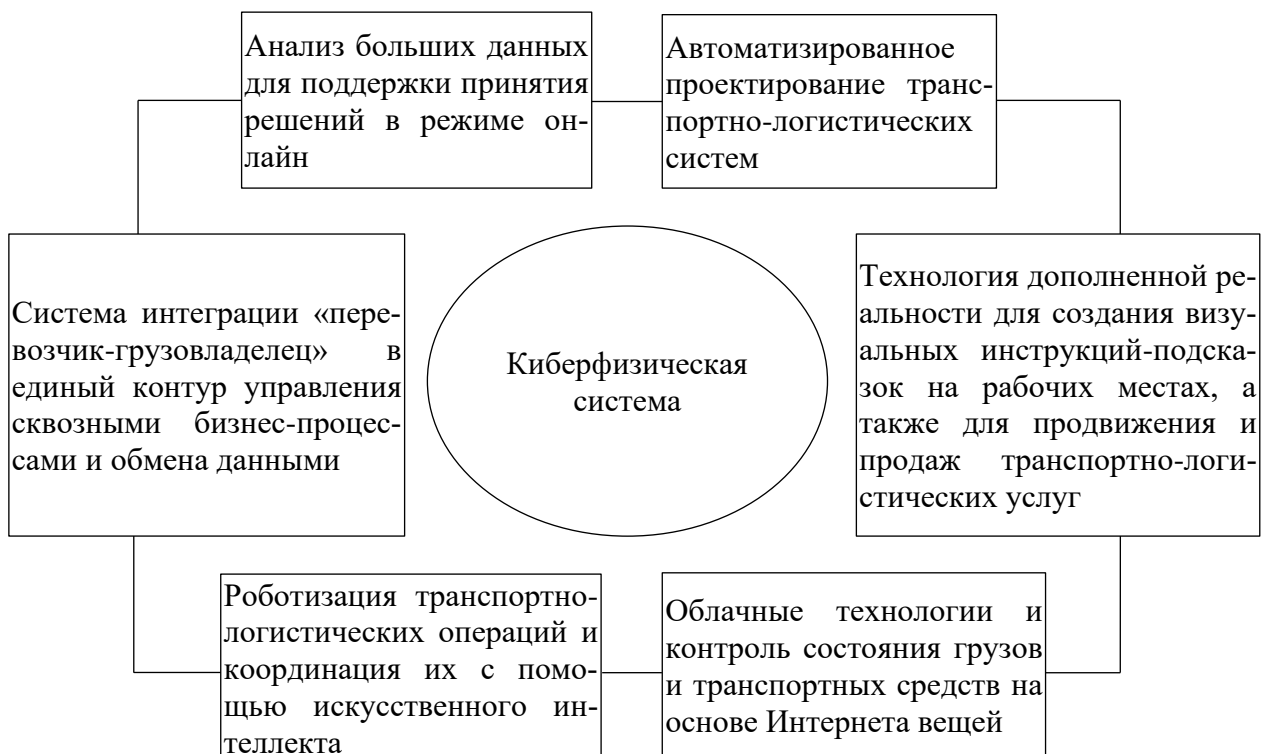 Анализ больших данных
для поддержки принятия
решений в режиме он-
лайн
Автоматизированное
проектирование транс-
портно-логистических
систем
Система интеграции «пере-
возчик-грузовладелец» в
единый контур управления
сквозными бизнес-процес-
сами и обмена данными
Киберфизическая
система
Технология дополненной ре-
альности для создания визу-
альных инструкций-подска-
зок на рабочих местах, а
также для продвижения и
продаж транспортно-логи-
стических услуг
Роботизация транспортно-
логистических операций и
координация их с помо-
щью искусственного ин-
теллекта
Облачные технологии и
контроль состояния грузов
и транспортных средств на
основе Интернета вещей